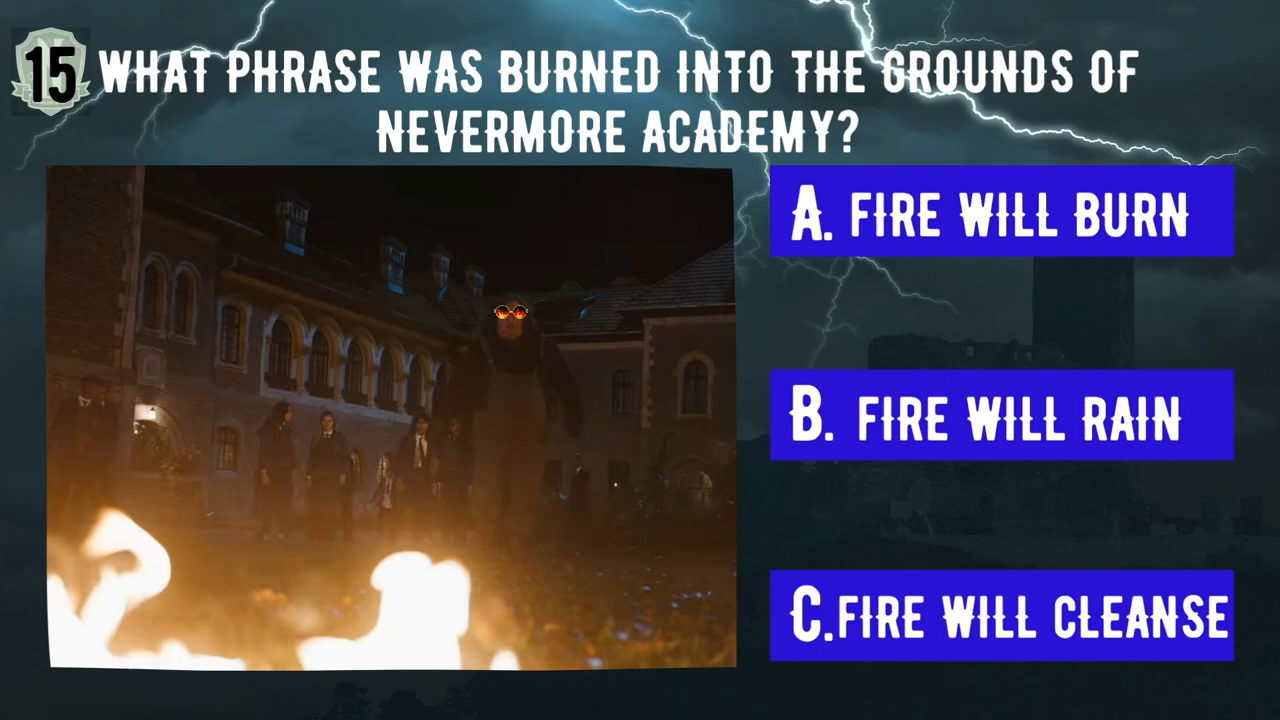 15
WHAT PHRASE WAS BURNED INTO THE GROUNDS OF
NEVERMORE ACADEMY?
A. FIRE WILL BURN
B. FIRE WILL RAIN
C.FIRE WILL CLEANSE